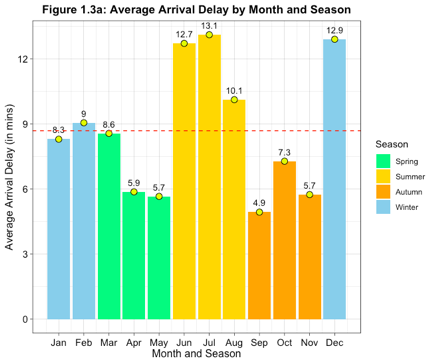 Figure 1.3a: Average Arrival Delay by Month and Season
Average Arrival Delay (in mins)
12
9
6
3
0
8.3
9
8.6
5.9
5.7
12.7
13.1
10.1
4.9
7.3
5.7
12.9
Jan Feb Mar Apr May Jun Jul Aug Sep Oct Nov Dec
Month and Season
Season
Spring
Summer
Autumn
Winter